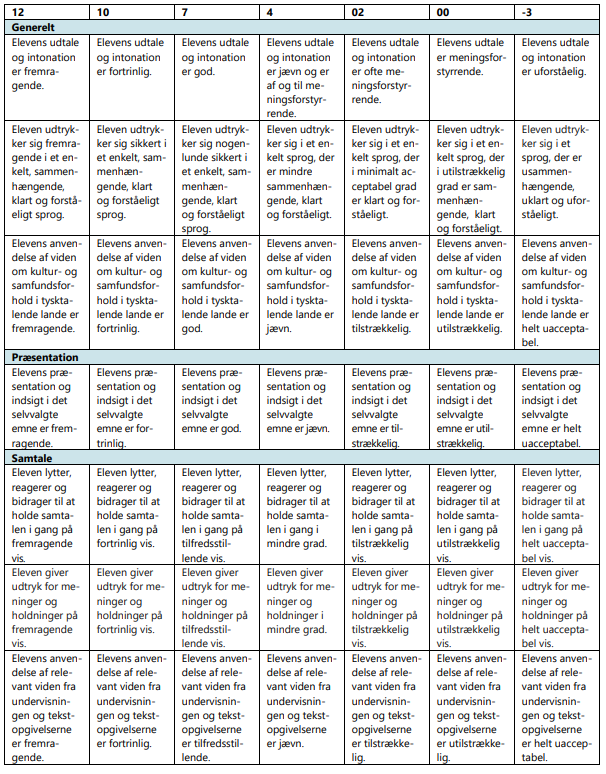 12
10
7
4
02
00
-3
Generelt
Elevens udtale
og intonation
er fremra-
gende.
Elevens udtale
og intonation
er fortrinlig.
Elevens udtale
og intonation
er god.
Elevens udtale
og intonation
er jævn og er
af og til me-
ningsforstyr-
rende.
Elevens udtale
og intonation
er ofte me-
ningsforstyr-
rende.
Elevens udtale
er meningsfor-
styrrende.
Elevens udtale
og intonation
er uforståelig.
Eleven udtryk-
ker sig fremra-
gende i et en-
kelt, sammen-
hængende,
klart og forstå-
eligt sprog.
Eleven udtryk-
ker sig sikkert i
et enkelt, sam-
menhæn-
gende, klart
og forståeligt
sprog.
Eleven udtryk-
ker sig nogen-
lunde sikkert i
et enkelt, sam-
menhæn-
gende, klart
og forståeligt
sprog.
Eleven udtryk-
ker sig i et en-
kelt sprog, der
er mindre
sammenhæn-
gende, klart
og forståeligt.
Eleven udtryk-
ker sig i et en-
kelt sprog, der
i minimalt ac-
ceptabel grad
er klart og for-
ståeligt.
Eleven udtryk-
ker sig i et en-
kelt sprog, der
i utilstrækkelig
grad er sam-
menhæn-
gende, klart
og forståeligt.
Eleven udtryk-
ker sig i et
sprog, der er
usammen-
hængende,
uklart og ufor-
ståeligt.
Elevens anven-
delse af viden
om kultur- og
samfundsfor-
hold i tyskta-
lende lande er
fremragende.
Elevens anven-
delse af viden
om kultur- og
samfundsfor-
hold i tyskta-
lende lande er
fortrinlig.
Elevens anven-
delse af viden
om kultur- og
samfundsfor-
hold i tyskta-
lende lande er
god.
Elevens anven-
delse af viden
om kultur- og
samfundsfor-
hold i tyskta-
lende lande er
jævn.
Elevens anven-
delse af viden
om kultur- og
samfundsfor-
hold i tyskta-
lende lande er
tilstrækkelig.
Elevens anven-
delse af viden
om kultur- og
samfundsfor-
hold i tyskta-
lende lande er
utilstrækkelig.
Elevens anven-
delse af viden
om kultur- og
samfundsfor-
hold i tyskta-
lende lande er
helt uaccepta-
bel.
Præsentation
Elevens præ-
sentation og
indsigt i det
selvvalgte
emne er frem-
ragende.
Elevens præ-
sentation og
indsigt i det
selvvalgte
emne er for-
trinlig.
Elevens præ-
sentation og
indsigt i det
selvvalgte
emne er god.
Elevens præ-
sentation og
indsigt i det
selvvalgte
emne er jævn.
Elevens præ-
sentation og
indsigt i det
selvvalgte
emne er til-
strækkelig.
Elevens præ-
sentation og
indsigt i det
selvvalgte
emne er util-
strækkelig.
Elevens præ-
sentation og
indsigt i det
selvvalgte
emne er helt
uacceptabel.
Samtale
Eleven lytter,
reagerer og
bidrager til at
holde samta-
len i gang på
fremragende
vis.
Eleven lytter,
reagerer og
bidrager til at
holde samta-
len i gang på
fortrinlig vis.
Eleven lytter,
reagerer og
bidrager til at
holde samta-
len i gang på
tilfredsstil-
lende vis.
Eleven lytter,
reagerer og
bidrager til at
holde samta-
len i gang i
mindre grad.
Eleven lytter,
reagerer og
bidrager til at
holde samta-
len i gang på
tilstrækkelig
vis.
Eleven lytter,
reagerer og
bidrager til at
holde samta-
len i gang på
utilstrækkelig
vis.
Eleven lytter,
reagerer og
bidrager til at
holde samta-
len i gang på
helt uaccepta-
bel vis.
Eleven giver
udtryk for me-
ninger og
holdninger på
fremragende
vis.
Eleven giver
udtryk for me-
ninger og
holdninger på
fortrinlig vis.
Eleven giver
udtryk for me-
ninger og
holdninger på
tilfredsstil-
lende vis.
Eleven giver
udtryk for me-
ninger og
holdninger i
mindre grad.
Eleven giver
udtryk for me-
ninger og
holdninger på
tilstrækkelig
vis.
Eleven giver
udtryk for me-
ninger og
holdninger på
utilstrækkelig
vis.
Eleven giver
udtryk for me-
ninger og
holdninger på
helt uaccepta-
bel vis.
Elevens anven-
delse af rele-
vant viden fra
undervisnin-
gen og tekst-
opgivelserne
er fremra-
gende.
Elevens anven-
delse af rele-
vant viden fra
undervisnin-
gen og tekst-
opgivelserne
er fortrinlig.
Elevens anven-
delse af rele-
vant viden fra
undervisnin-
gen og tekst-
opgivelserne
er tilfredsstil-
lende.
Elevens anven-
delse af rele-
vant viden fra
undervisnin-
gen og tekst-
opgivelserne
er jævn.
Elevens anven-
delse af rele-
vant viden fra
undervisnin-
gen og tekst-
opgivelserne
er tilstrække-
lig.
Elevens anven-
delse af rele-
vant viden fra
undervisnin-
gen og tekst-
opgivelserne
er utilstrække-
lig.
Elevens anven-
delse af rele-
vant viden fra
undervisnin-
gen og tekst-
opgivelserne
er helt uaccep-
tabel.